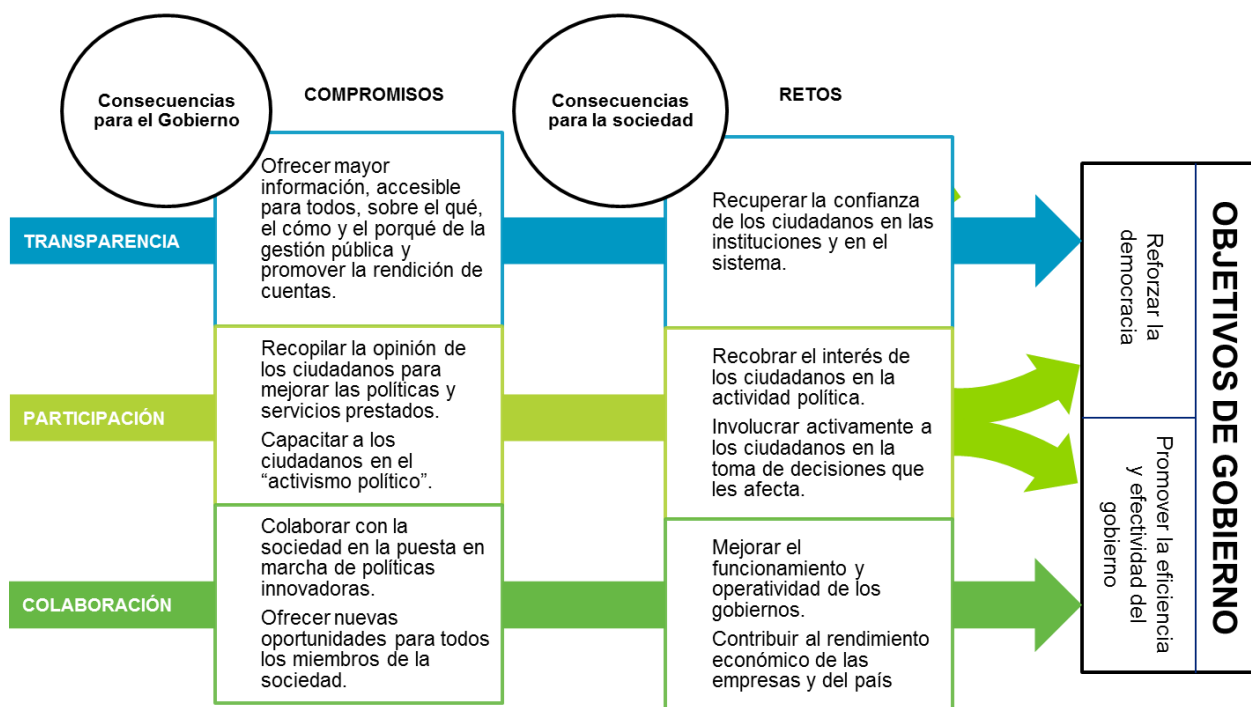 Consecuencias
para el Gobierno
COMPROMISOS
Consecuencias
para la sociedad
RETOS
TRANSPARENCIA
Ofrecer mayor
información, accesible
para todos, sobre el qué,
el cómo y el porqué de la
gestión pública y
promover la rendición de
cuentas.
Recuperar la confianza
de los ciudadanos en las
instituciones y en el
sistema.
PARTICIPACIÓN
Recopilar la opinión de
los ciudadanos para
mejorar las políticas y
servicios prestados.
Capacitar a los
ciudadanos en el
“activismo político”.
Recobrar el interés de
los ciudadanos en la
actividad política.
Involucrar activamente a
los ciudadanos en la
toma de decisiones que
les afecta.
COLABORACIÓN
Colaborar con la
sociedad en la puesta en
marcha de políticas
innovadoras.
Ofrecer nuevas
oportunidades para todos
los miembros de la
sociedad.
Mejorar el
funcionamiento y
operatividad de los
gobiernos.
Contribuir al rendimiento
económico de las
empresas y del país
OBJETIVOS DE GOBIERNO
Reforzar la
democracia
Promover la eficiencia
y efectividad del
gobierno